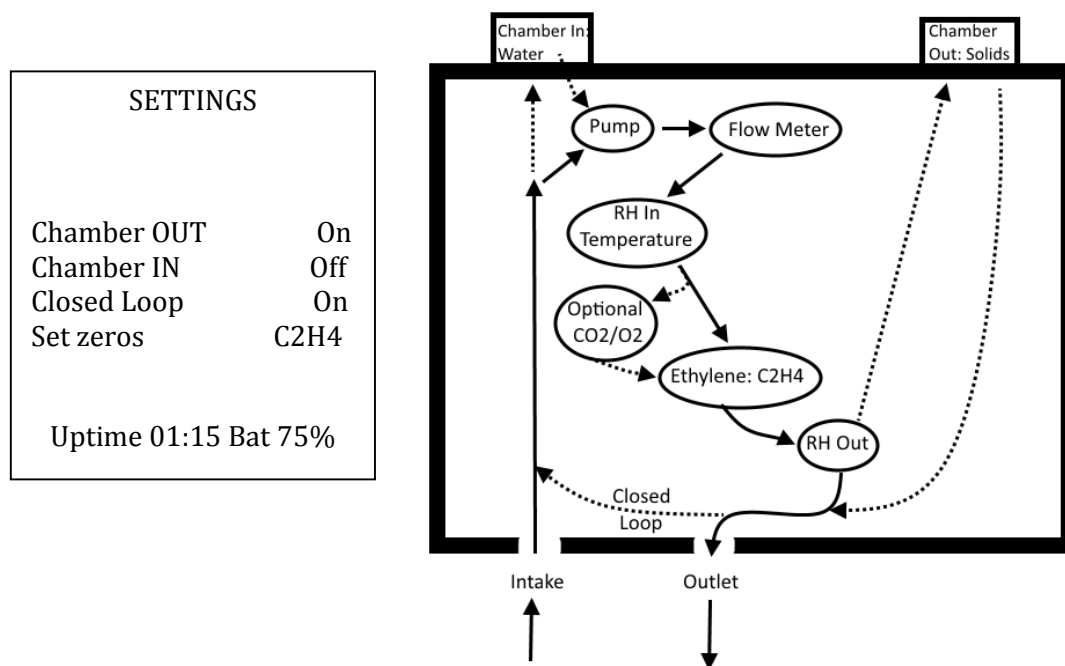 SETTINGS
Chamber OUT On
Chamber IN Off
Closed Loop On
Set zeros C2H4
Uptime 01:15 Bat 75%
Chamber In:
Water
Chamber
Out: Solids
Pump
Flow Meter
RH In
Temperature
Optional
CO2/O2
Ethylene: C2H4
RH Out
Closed
Loop
Intake
Outlet